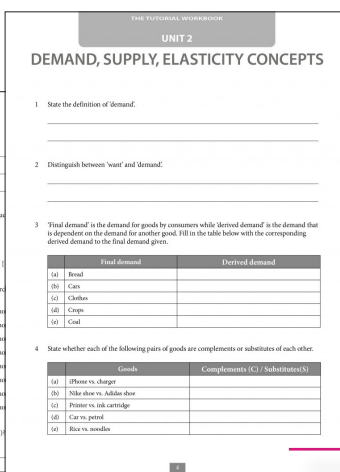 THE TUTORIAL WORKBOOK
UNIT 2
DEMAND, SUPPLY, ELASTICITY CONCEPTS
1 State the definition of 'demand'.
2 Distinguish between 'want' and 'demand'.
3 'Final demand' is the demand for goods by consumers while 'derived demand' is the demand that
is dependent on the demand for another good. Fill in the table below with the corresponding
derived demand to the final demand given.
Final demand Derived demand
(a) Bread
(b) Cars
(c) Clothes
(d) Crops
(e) Coal
4 State whether each of the following pairs of goods are complements or substitutes of each other.
Goods Complements (C) / Substitutes(S)
(a) iPhone vs. charger
(b) Nike shoe vs. Adidas shoe
(c) Printer vs. ink cartridge
(d) Car vs. petrol
(e) Rice vs. noodles